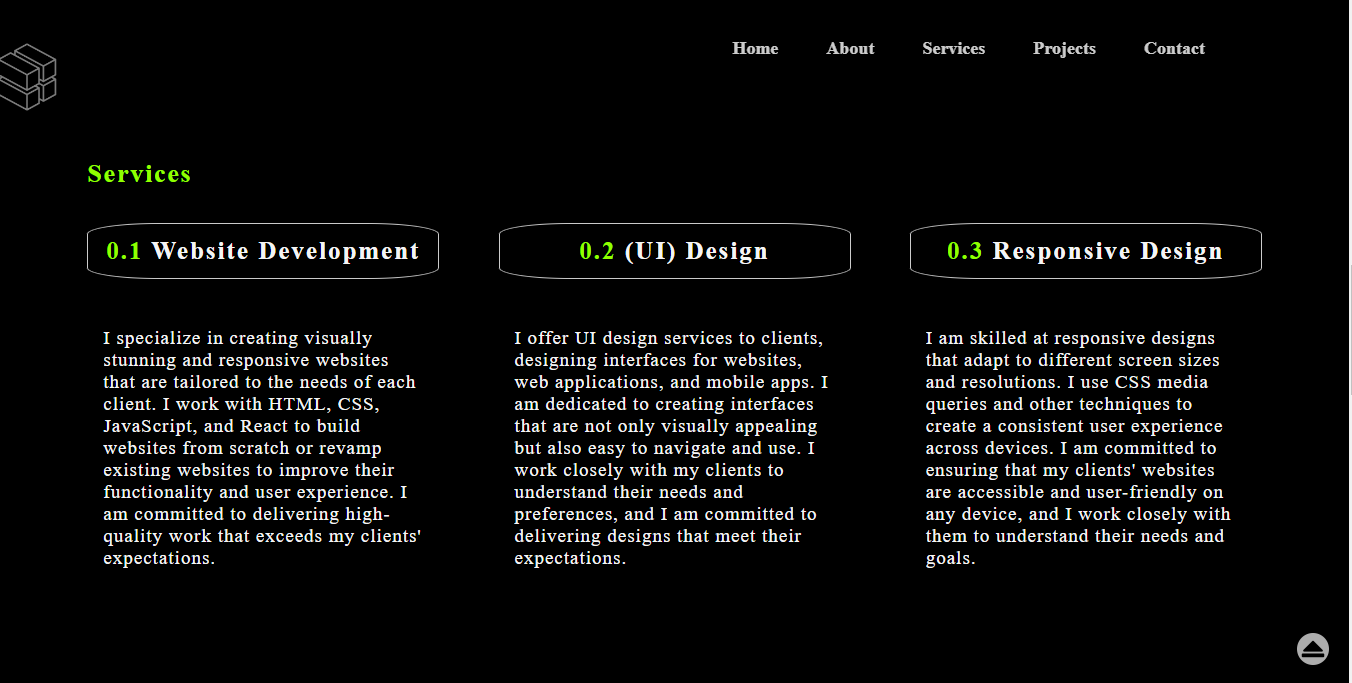 Home About Services Projects Contact
Services
0.1 Website Development
I specialize in creating visually
stunning and responsive websites
that are tailored to the needs of each
client. I work with HTML, CSS,
JavaScript, and React to build
websites from scratch or revamp
existing websites to improve their
functionality and user experience. I
am committed to delivering high-
quality work that exceeds my clients'
expectations.
0.2 (UI) Design
I offer UI design services to clients,
designing interfaces for websites,
web applications, and mobile apps. I
am dedicated to creating interfaces
that are not only visually appealing
but also easy to navigate and use. I
work closely with my clients to
understand their needs and
preferences, and I am committed to
delivering designs that meet their
expectations.
0.3 Responsive Design
I am skilled at responsive designs
that adapt to different screen sizes
and resolutions. I use CSS media
queries and other techniques to
create a consistent user experience
across devices. I am committed to
ensuring that my clients' websites
are accessible and user-friendly on
any device, and I work closely with
them to understand their needs and
goals.